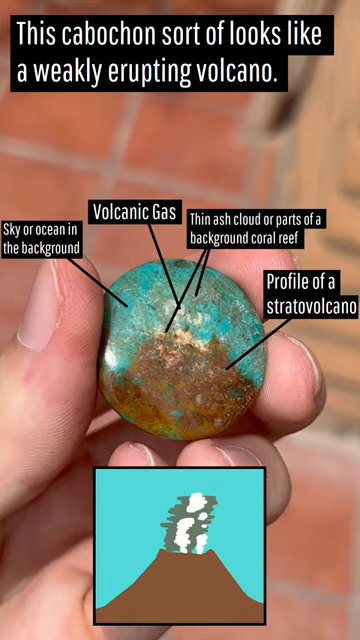 This cabochon sort of looks like
a weakly erupting volcano.
Volcanic Gas
Thin ash cloud or parts of a
background coral reef
Sky or ocean in
the background
Profile of a
stratovolcano